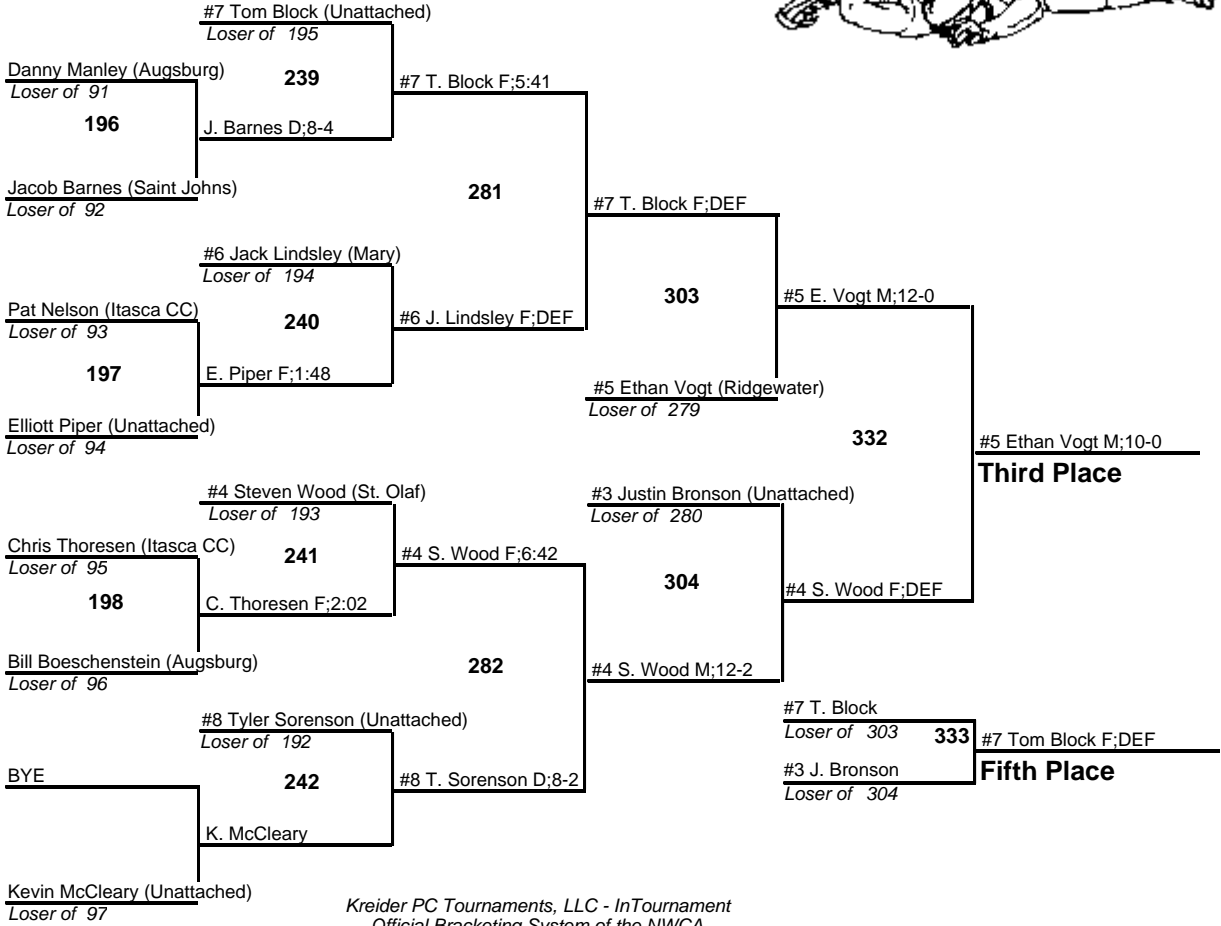 #7 Tom Block (Unattached)
Loser of 195
Danny Manley (Augsburg)
Loser of 91
239
#7 T. Block F;5:41
196
J. Barnes D;8-4
Jacob Barnes (Saint Johns)
Loser of 92
281
#7 T. Block F;DEF
#6 Jack Lindsley (Mary)
Loser of 194
Pat Nelson (Itasca CC)
Loser of 93
240
#6 J. Lindsley F;DEF
303
#5 E. Vogt M;12-0
197
E. Piper F;1:48
#5 Ethan Vogt (Ridgewater)
Loser of 279
Elliott Piper (Unattached)
Loser of 94
332
#5 Ethan Vogt M;10-0
Third Place
#4 Steven Wood (St. Olaf)
Loser of 193
#3 Justin Bronson (Unattached)
Loser of 280
Chris Thoresen (Itasca CC)
Loser of 95
241
#4 S. Wood F;6:42
304
#4 S. Wood F;DEF
198
C. Thoresen F;2:02
Bill Boeschenstein (Augsburg)
Loser of 96
282
#4 S. Wood M;12-2
#8 Tyler Sorenson (Unattached)
Loser of 192
#7 T. Block
Loser of 303
333
#7 Tom Block F;DEF
Fifth Place
#3 J. Bronson
Loser of 304
BYE
242
#8 T. Sorenson D;8-2
K. McCleary
Kevin McCleary (Unattached)
Loser of 97
Kreider PC Tournaments, LLC - InTournament
Official Bracketing System of the NWCA